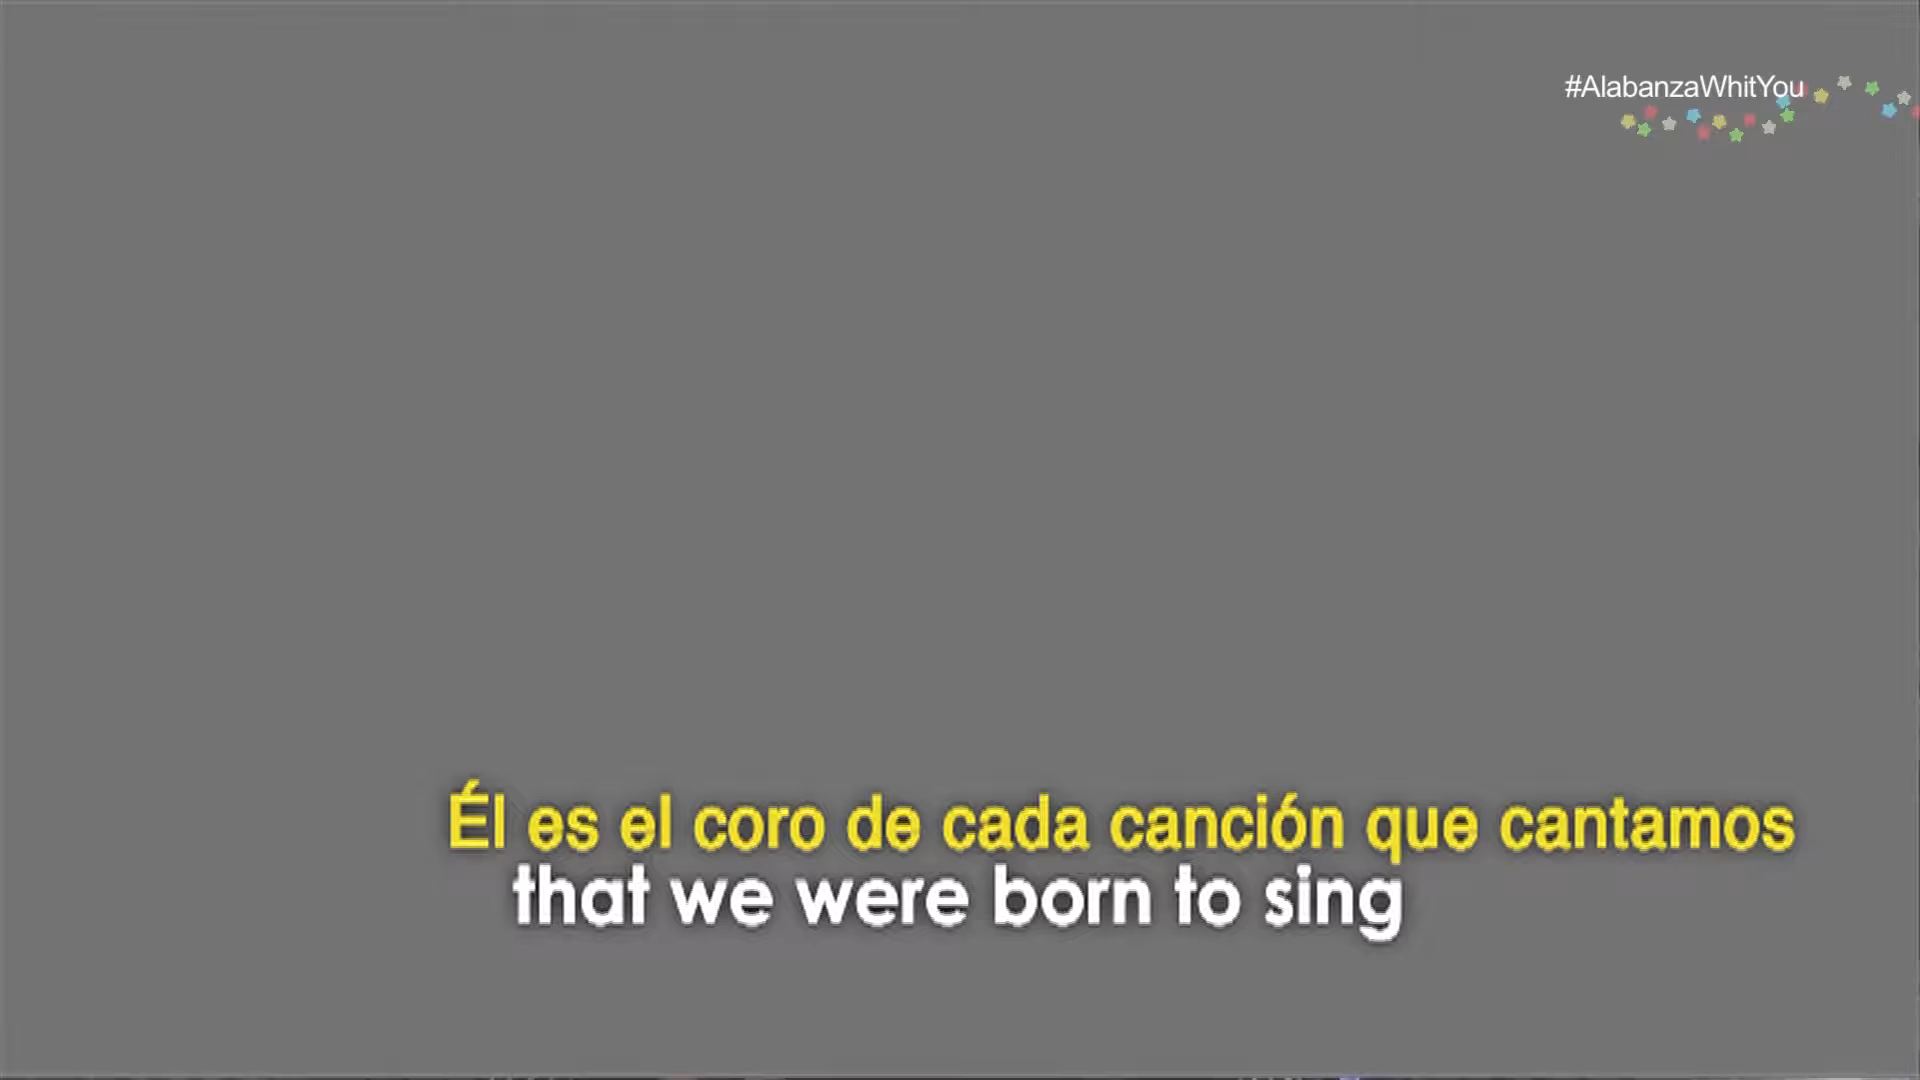 #AlabanzaWhitYou
Él es el coro de cada canción que cantamos
that we were born to sing